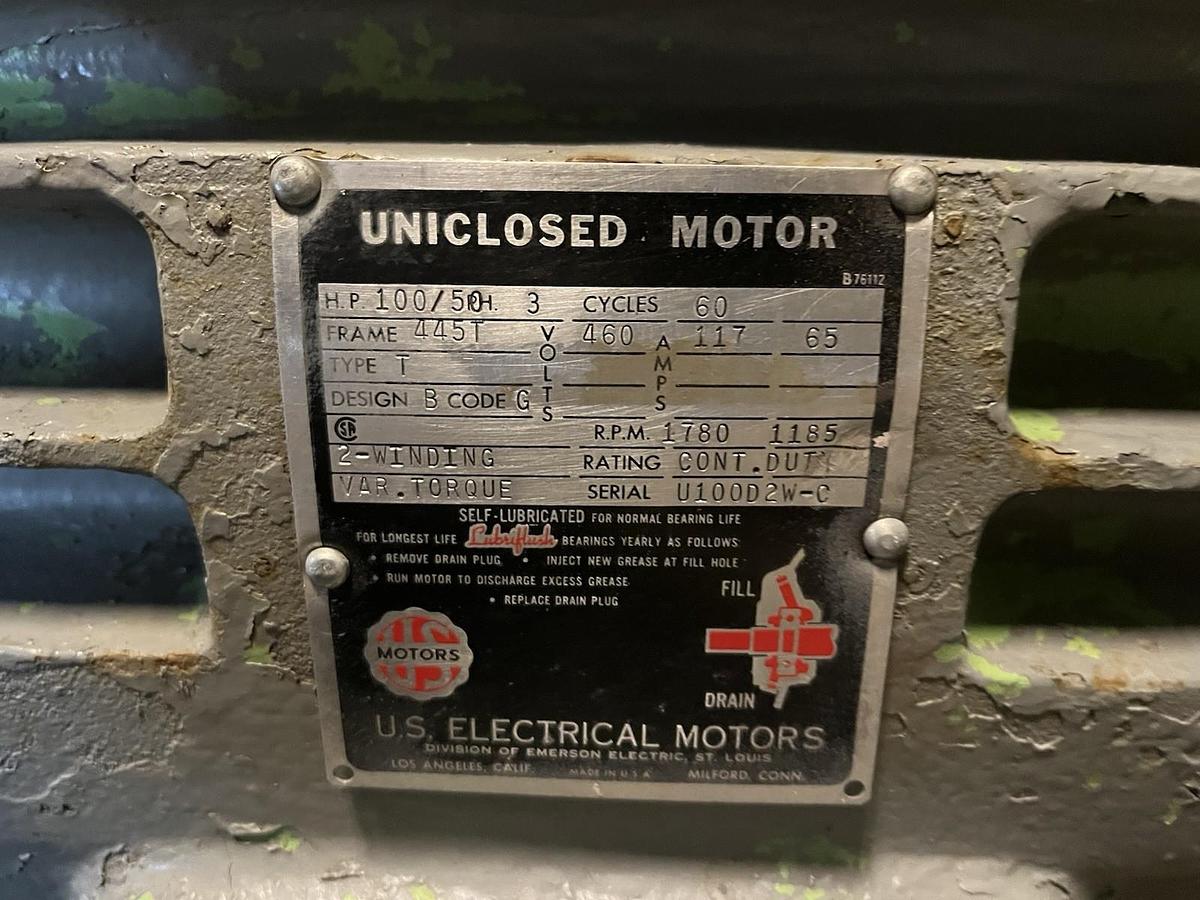 UNICLOSED MOTOR
B76112
H.P. 100/50 PH. 3 CYCLES 60
FRAME 445T VOLTS 460 AMPS 117 65
TYPE T
DESIGN B CODE G
SA R.P.M. 1780 1185
2-WINDING RATING CONT.DUTY
VAR.TORQUE SERIAL U100D2W-C
SELF-LUBRICATED FOR NORMAL BEARING LIFE
FOR LONGEST LIFE Lubriflush BEARINGS YEARLY AS FOLLOWS:
• REMOVE DRAIN PLUG • INJECT NEW GREASE AT FILL HOLE
• RUN MOTOR TO DISCHARGE EXCESS GREASE
• REPLACE DRAIN PLUG
FILL
US
MOTORS
DRAIN
U.S. ELECTRICAL MOTORS
DIVISION OF EMERSON ELECTRIC, ST. LOUIS
LOS ANGELES, CALIF. MADE IN U.S.A. MILFORD, CONN.